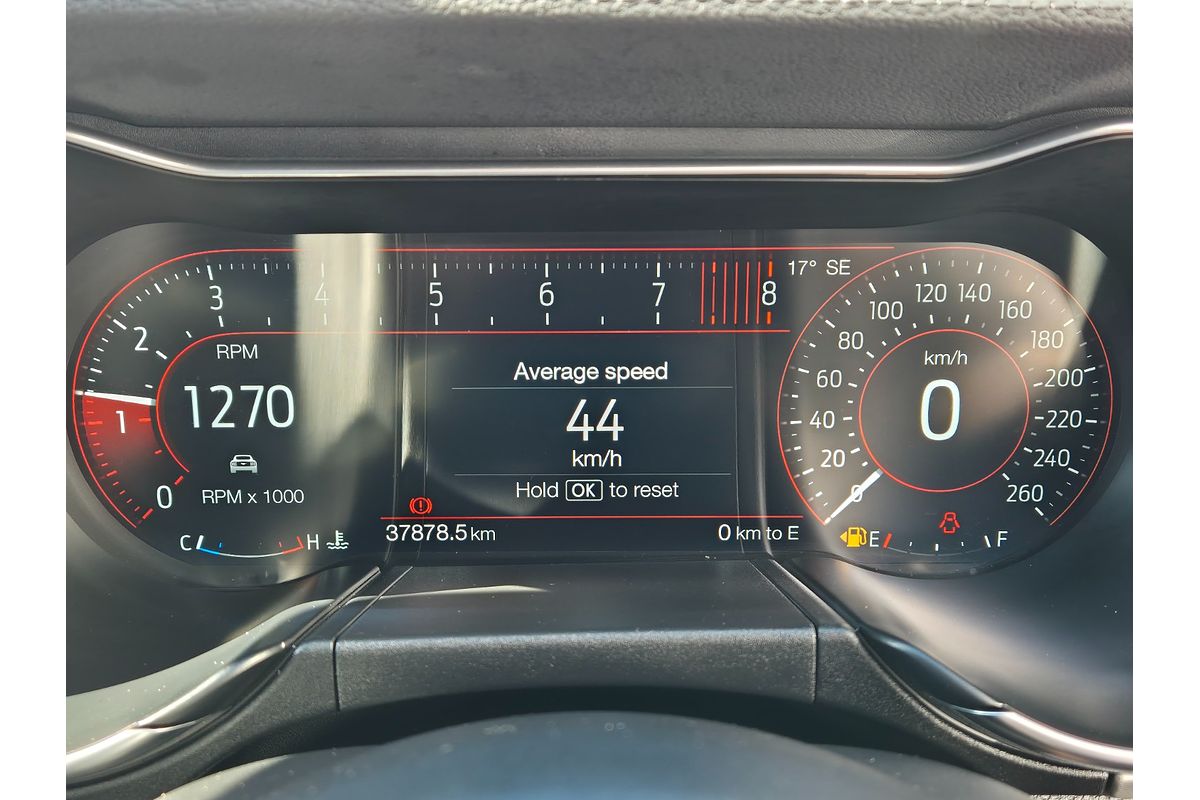 0 1 2 3 4 5 6 7 8
17° SE
RPM
1270
RPM x 1000
C H
Average speed
44
km/h
Hold OK to reset
37878.5 km
0 km to E
0 20 40 60 80 100 120 140 160 180 200 220 240 260
km/h
0
E F